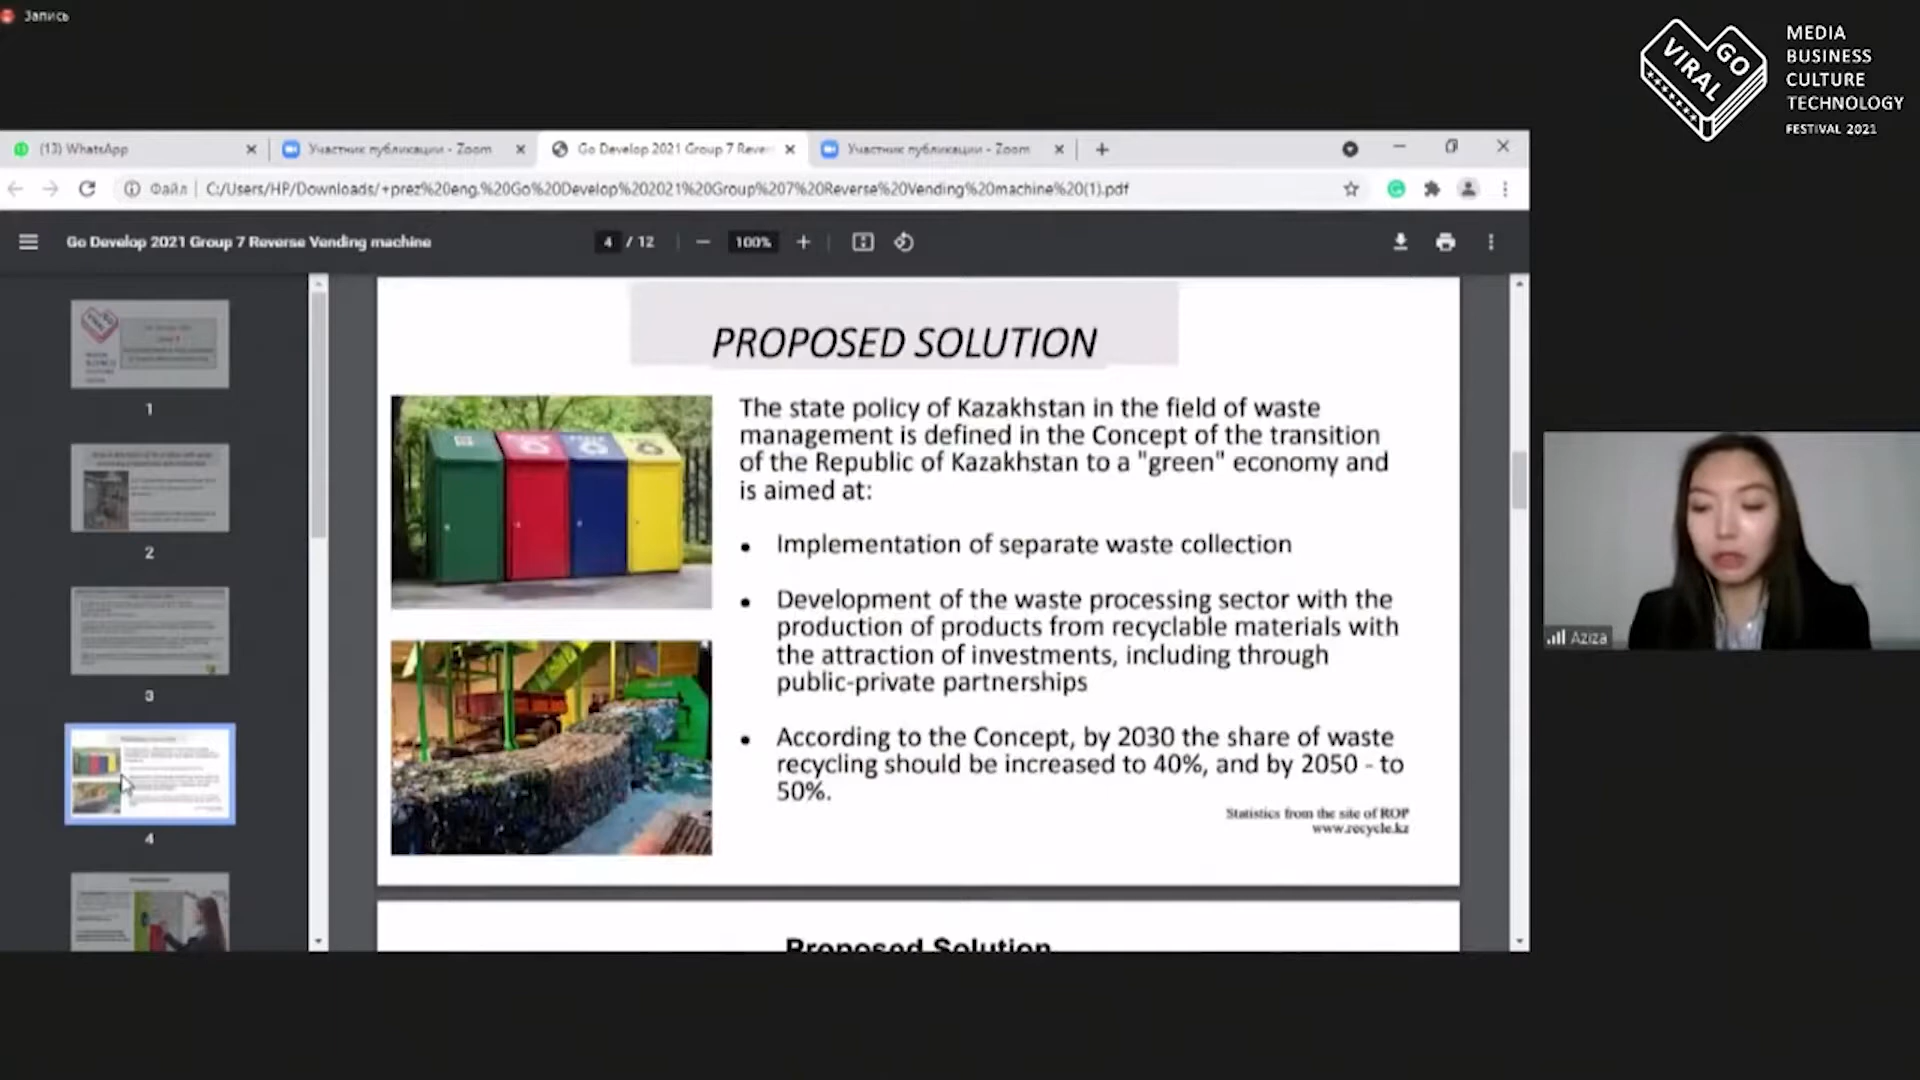 Запись
VIRAL
GO
MEDIA
BUSINESS
CULTURE
TECHNOLOGY
FESTIVAL 2021
(13) WhatsApp
Участник публикации - Zoom
Go Develop 2021 Group 7 Rever
Участник публикации - Zoom
Файл
C:/Users/HP/Downloads/+prez%20eng.%20Go%20Develop%202021%20Group%207%20Reverse%20Vending%20machine%20(1).pdf
Go Develop 2021 Group 7 Reverse Vending machine
4 / 12
100%
1
2
3
4
PROPOSED SOLUTION
The state policy of Kazakhstan in the field of waste
management is defined in the Concept of the transition
of the Republic of Kazakhstan to a "green" economy and
is aimed at:
• Implementation of separate waste collection
• Development of the waste processing sector with the
production of products from recyclable materials with
the attraction of investments, including through
public-private partnerships
• According to the Concept, by 2030 the share of waste
recycling should be increased to 40%, and by 2050 - to
50%.
Statistics from the site of ROP
www.recycle.kz
Proposed Solution
Aziza